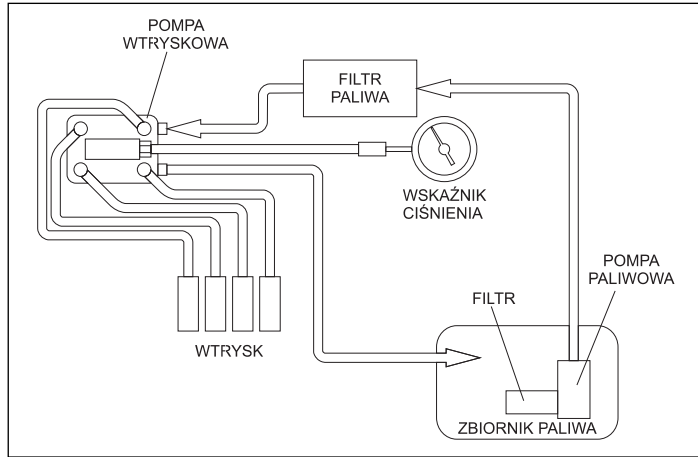 POMPA
WTRYSKOWA
FILTR
PALIWA
WSKAŹNIK
CIŚNIENIA
POMPA
PALIWOWA
FILTR
WTRYSK
ZBIORNIK PALIWA